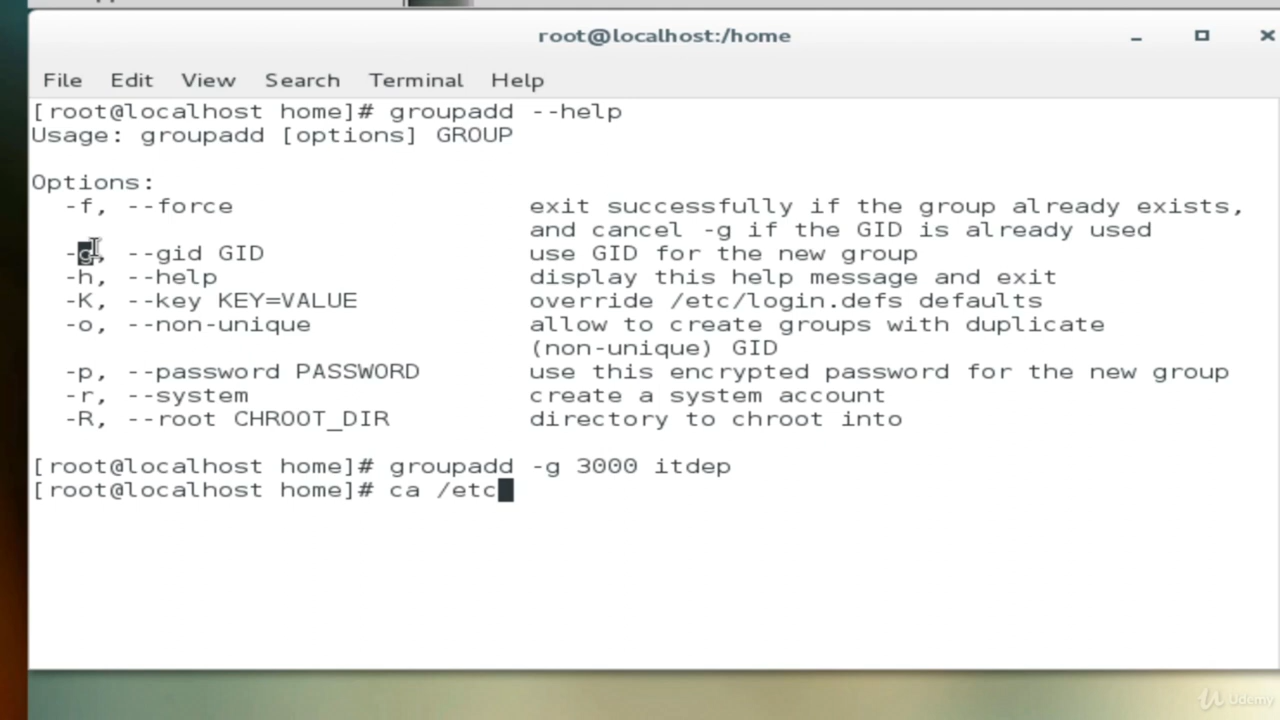 root@localhost:/home
File Edit View Search Terminal Help
[root@localhost home]# groupadd --help
Usage: groupadd [options] GROUP
Options:
-f, --force exit successfully if the group already exists,
and cancel -g if the GID is already used
-g, --gid GID use GID for the new group
-h, --help display this help message and exit
-K, --key KEY=VALUE override /etc/login.defs defaults
-o, --non-unique allow to create groups with duplicate
(non-unique) GID
-p, --password PASSWORD use this encrypted password for the new group
-r, --system create a system account
-R, --root CHROOT_DIR directory to chroot into
[root@localhost home]# groupadd -g 3000 itdep
[root@localhost home]# ca /etc
Udemy